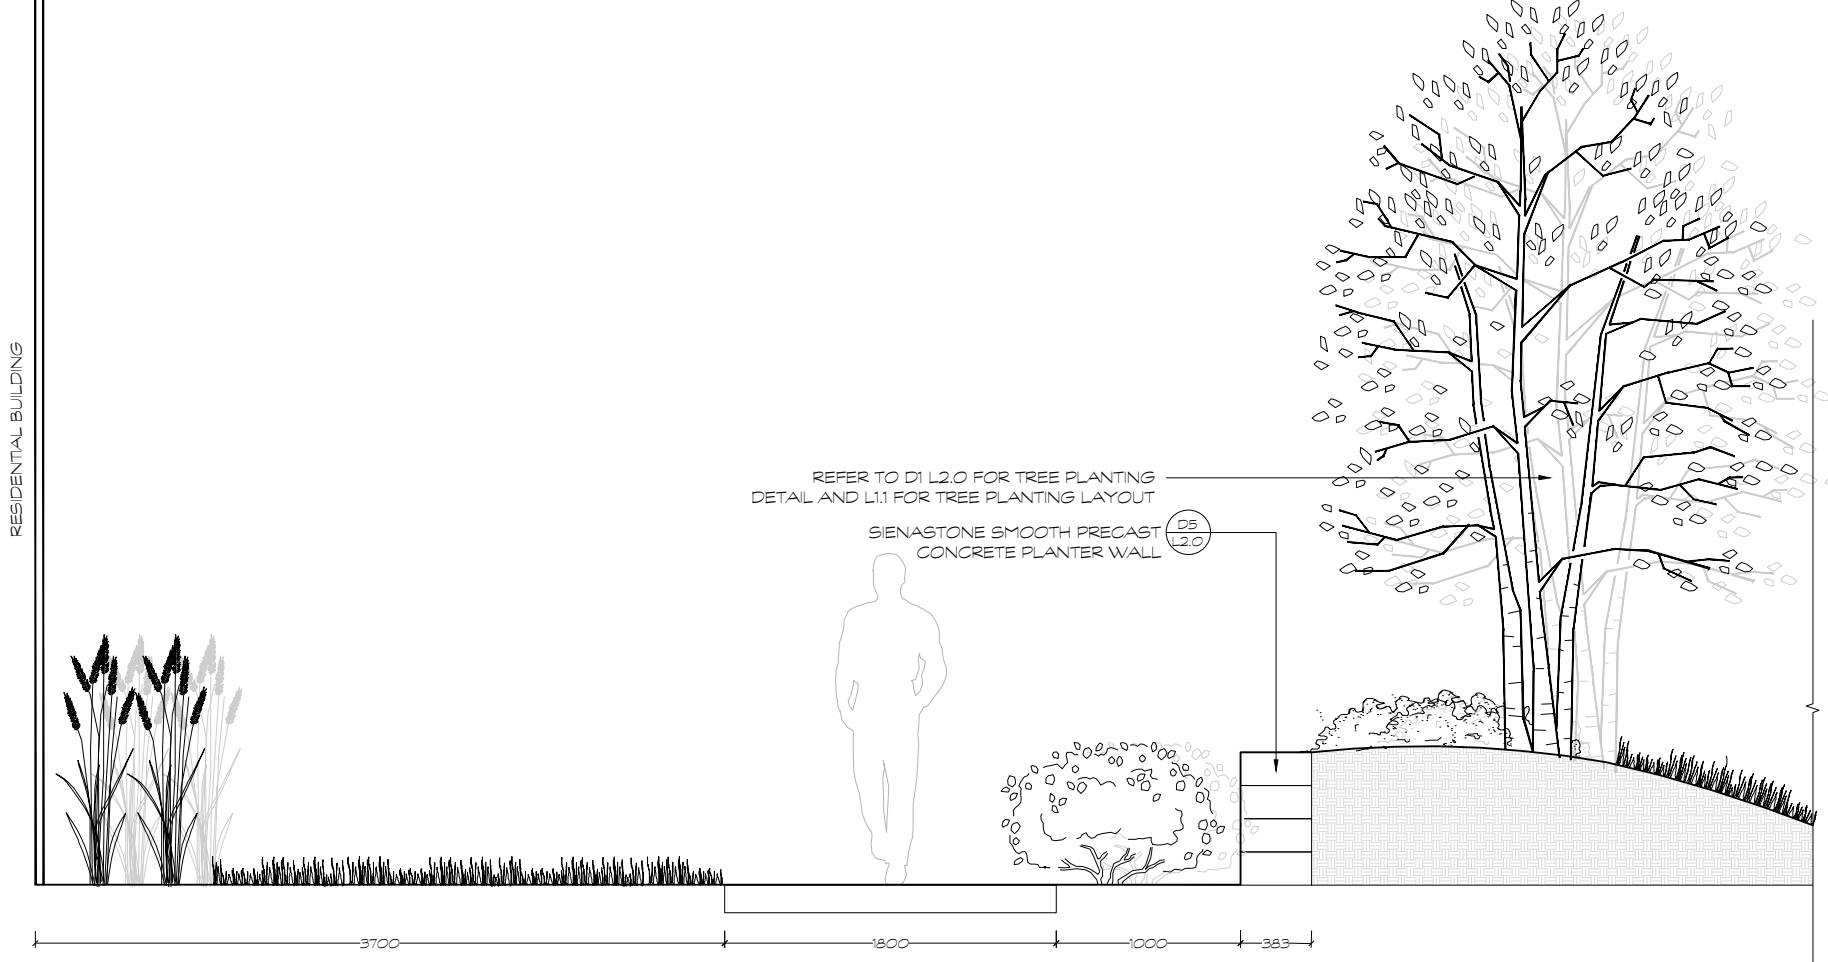 RESIDENTIAL BUILDING
REFER TO D1 L2.0 FOR TREE PLANTING
DETAIL AND L1.1 FOR TREE PLANTING LAYOUT
SIENASTONE SMOOTH PRECAST
CONCRETE PLANTER WALL
D5
L2.0
3700
1800
1000
383